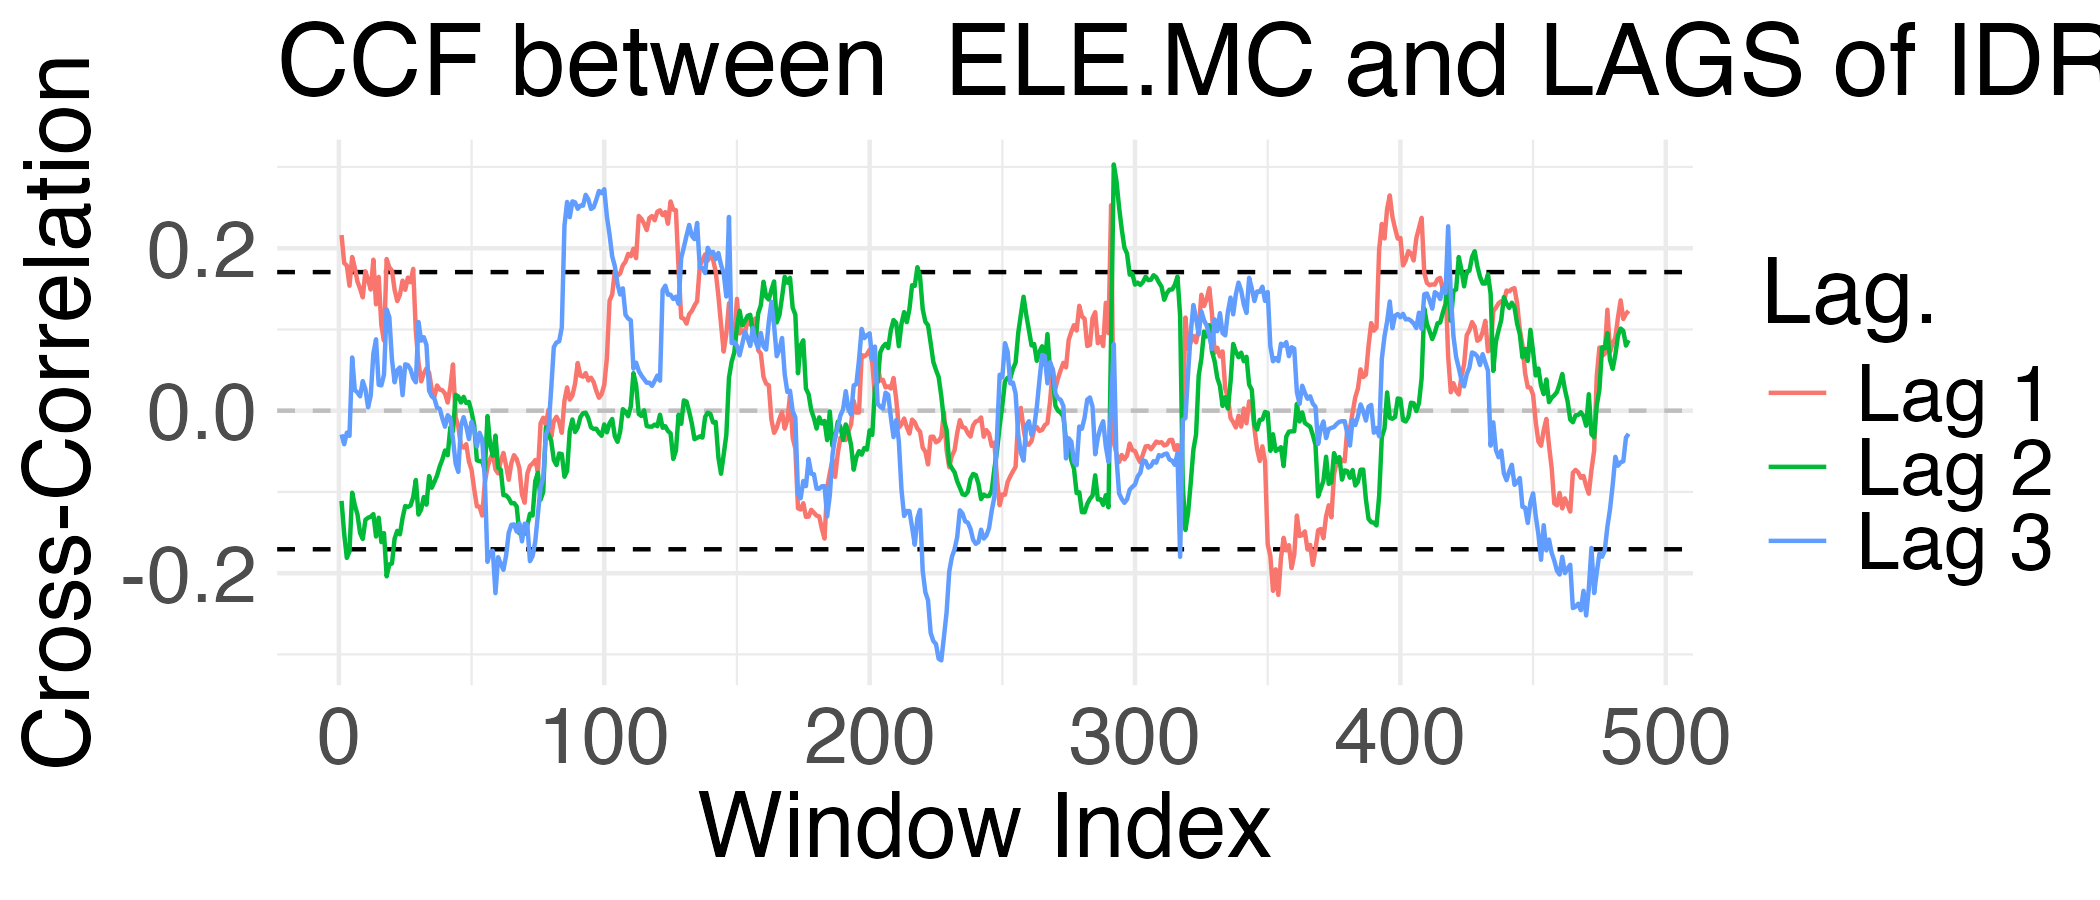 CCF between ELE.MC and LAGS of IDR
Cross-Correlation
0.2
0.0
-0.2
0 100 200 300 400 500
Window Index
Lag.
Lag 1
Lag 2
Lag 3